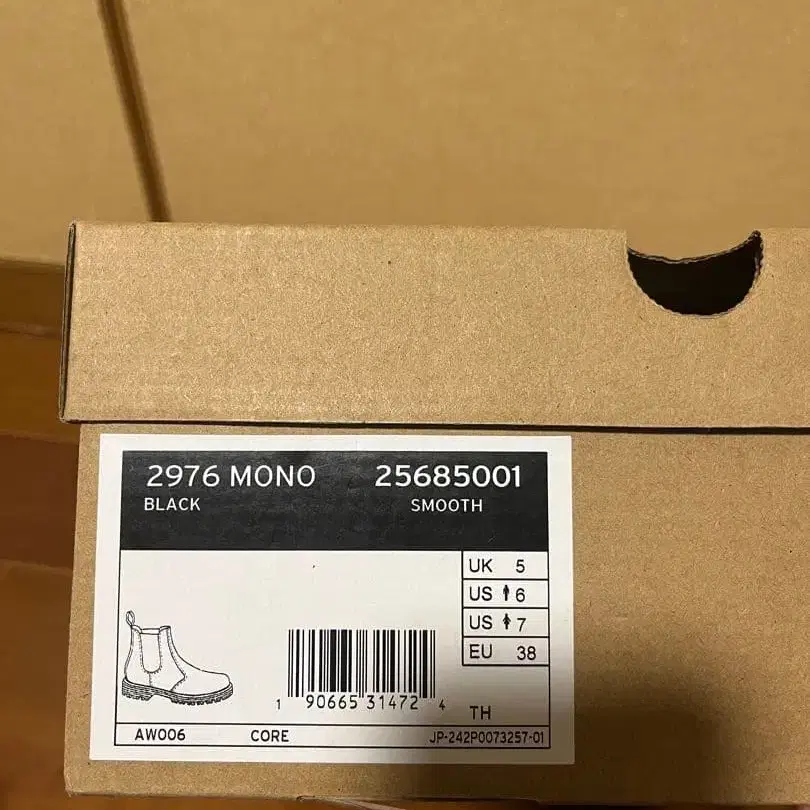 2976 MONO 25685001
BLACK SMOOTH
UK 5
US 6
US 7
EU 38
1 90665 31472 4
TH
AW006 CORE JP-242P0073257-01